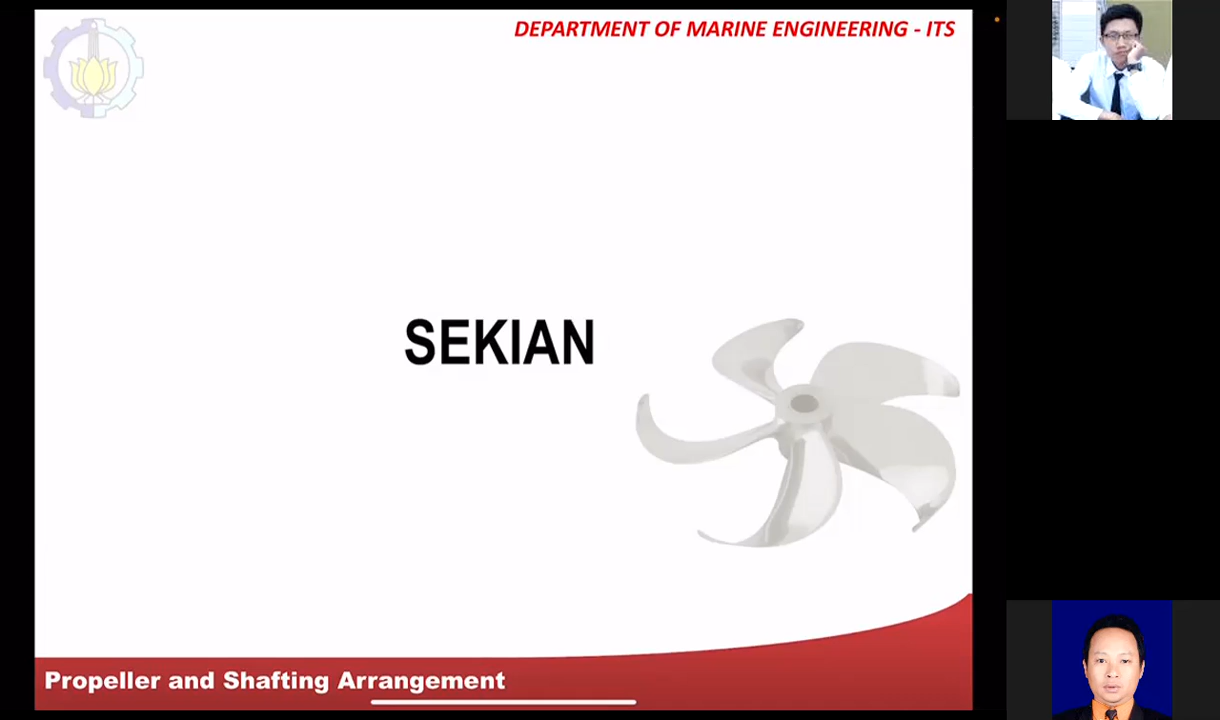 DEPARTMENT OF MARINE ENGINEERING - ITS
SEKIAN
Propeller and Shafting Arrangement